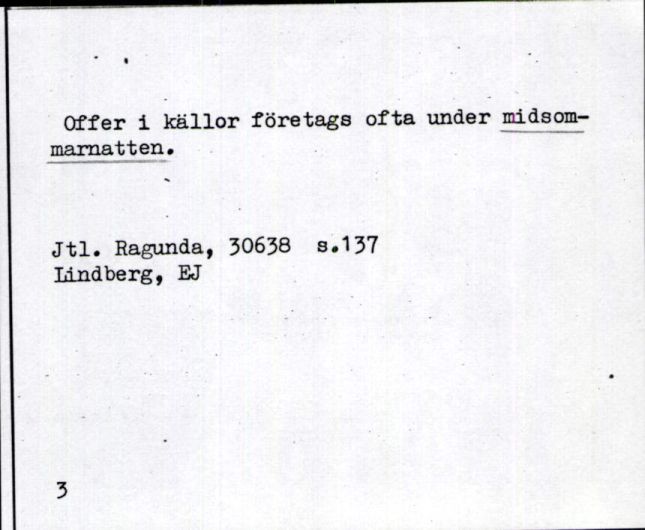 Offer i källor företags ofta under midsom-
marnatten.
Jtl. Ragunda, 30638 s.137
Lindberg, EJ
3